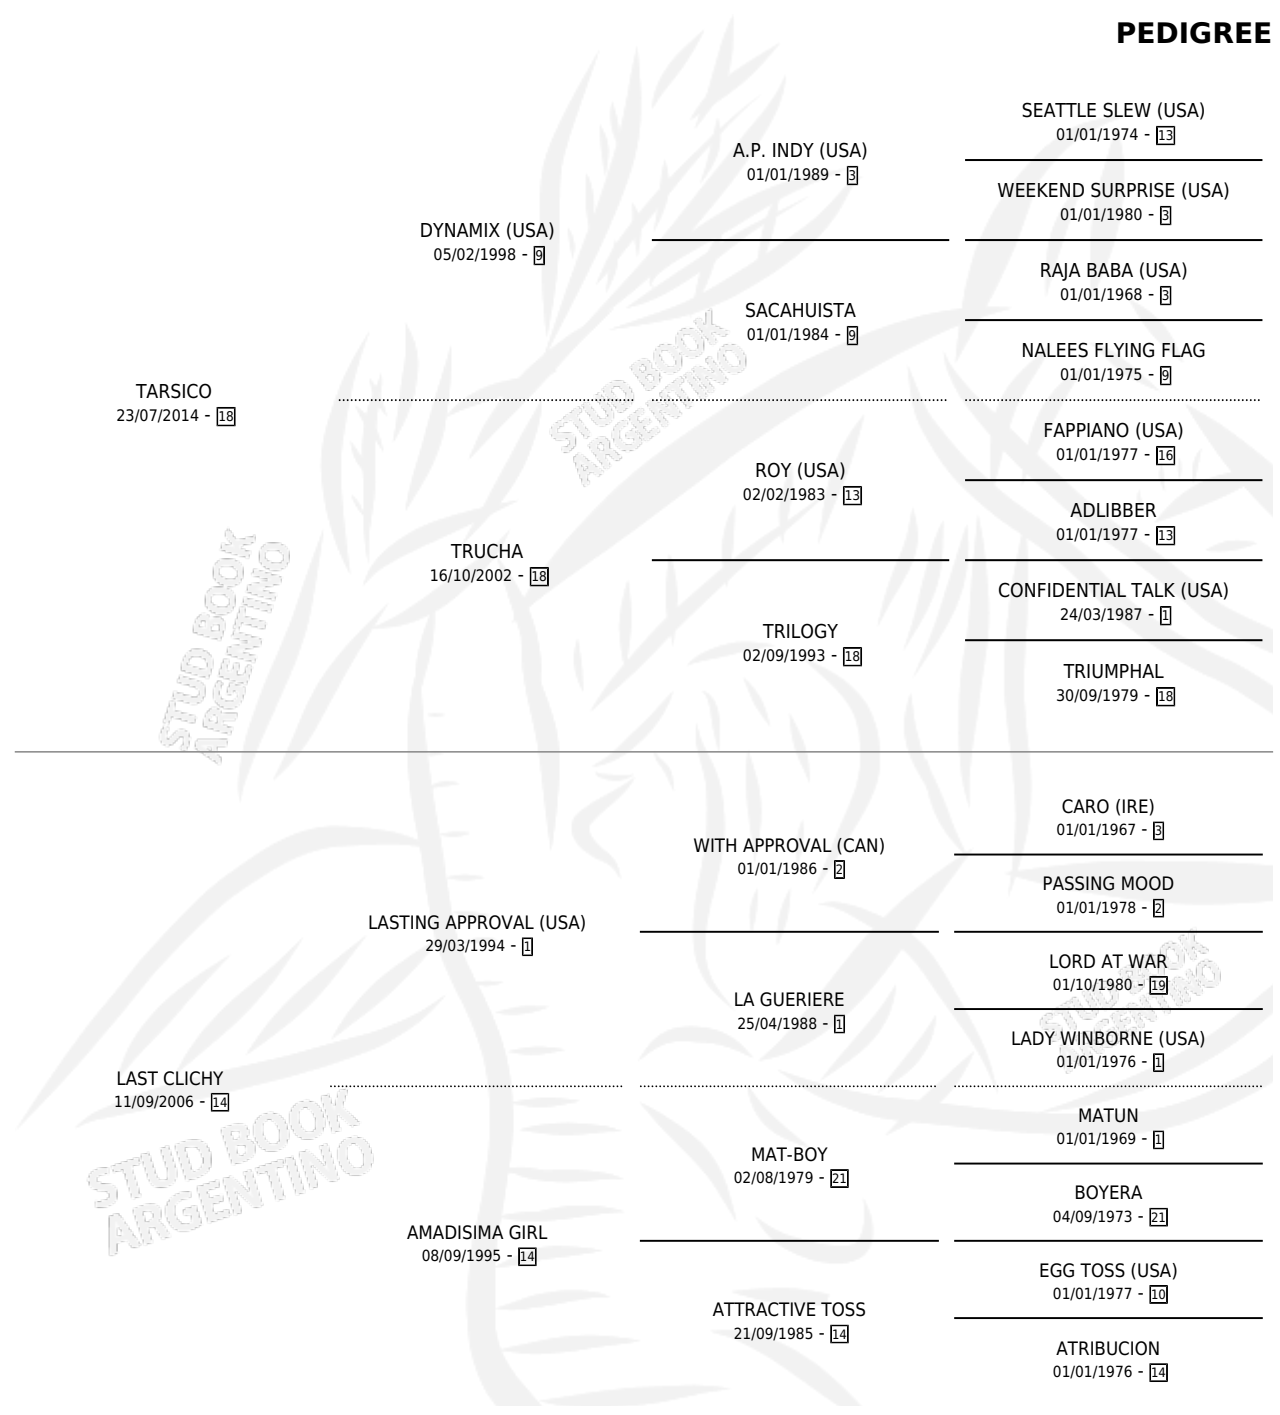 PEDIGREE
SEATTLE SLEW (USA)
01/01/1974 - 13
A.P. INDY (USA)
01/01/1989 - 3
WEEKEND SURPRISE (USA)
01/01/1980 - 3
DYNAMIX (USA)
05/02/1998 - 9
RAJA BABA (USA)
01/01/1968 - 3
SACAHUISTA
01/01/1984 - 9
NALEES FLYING FLAG
01/01/1975 - 9
TARSICO
23/07/2014 - 18
FAPPIANO (USA)
01/01/1977 - 16
ROY (USA)
02/02/1983 - 13
ADLIBBER
01/01/1977 - 13
TRUCHA
16/10/2002 - 18
CONFIDENTIAL TALK (USA)
24/03/1987 - 1
TRILOGY
02/09/1993 - 18
TRIUMPHAL
30/09/1979 - 18
CARO (IRE)
01/01/1967 - 3
WITH APPROVAL (CAN)
01/01/1986 - 2
PASSING MOOD
01/01/1978 - 2
LASTING APPROVAL (USA)
29/03/1994 - 1
LORD AT WAR
01/10/1980 - 19
LA GUERIERE
25/04/1988 - 1
LADY WINBORNE (USA)
01/01/1976 - 1
LAST CLICHY
11/09/2006 - 14
MATUN
01/01/1969 - 1
MAT-BOY
02/08/1979 - 21
BOYERA
04/09/1973 - 21
AMADISIMA GIRL
08/09/1995 - 14
EGG TOSS (USA)
01/01/1977 - 10
ATTRACTIVE TOSS
21/09/1985 - 14
ATRIBUCION
01/01/1976 - 14
STUD BOOK
ARGENTINO
STUD BOOK
ARGENTINO
STUD BOOK
ARGENTINO
STUD BOOK
ARGENTINO